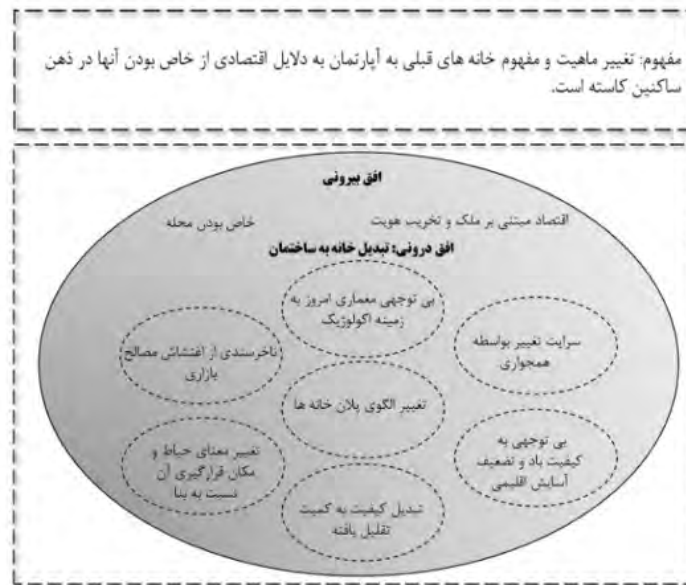 مفهوم: تغییر ماهیت و مفهوم خانه های قبلی به آپارتمان به دلایل اقتصادی از خاص بودن آنها در ذهن
ساکنین کاسته است.
افق بیرونی
اقتصاد مبتنی بر ملک و تخریب هویت
خاص بودن محله
افق درونی: تبدیل خانه به ساختمان
بی توجهی معماری امروز به
زمینه اکولوژیک
سرایت تغییر بواسطه
همجواری
ناخرسندی از اغتشاش مصالح
بازاری
تغییر الگوی پلان خانه ها
بی توجهی به
کیفیت باد و تضعیف
آسایش اقلیمی
تغییر معنای حیاط و
مکان قرارگیری آن
نسبت به بنا
تبدیل کیفیت به کمیت
تقلیل یافته